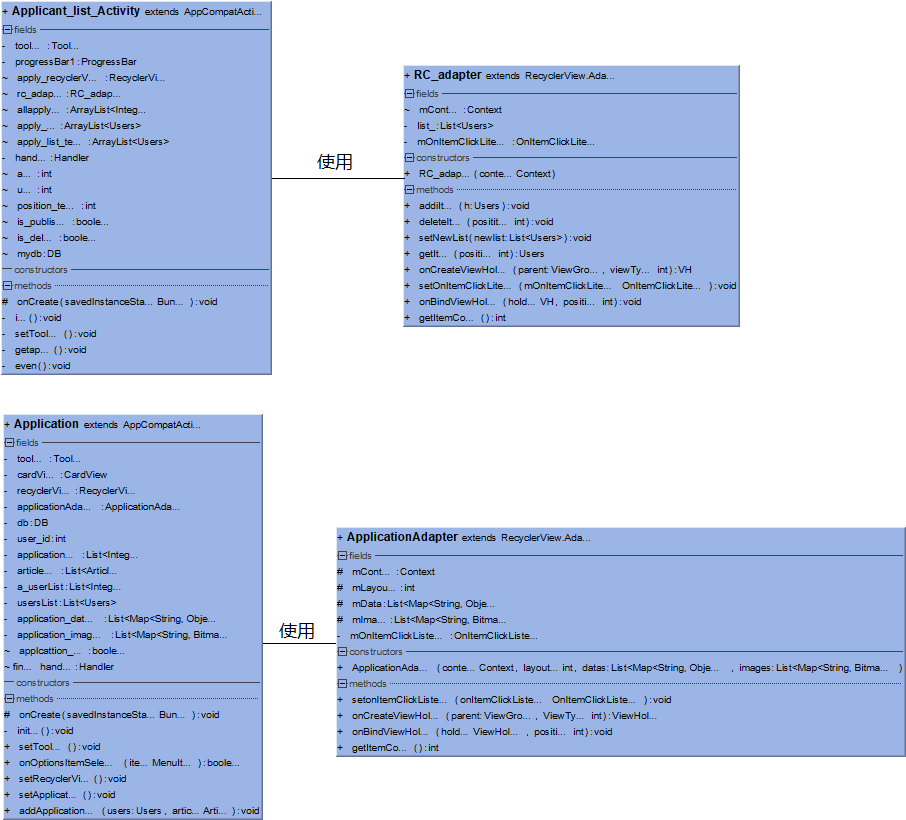 + Applicant_list_Activity extends AppCompatActi...
fields
- tool... : Tool...
- progressBar1 : ProgressBar
~ apply_recyclerV... : RecyclerVi...
~ rc_adap... : RC_adap...
~ allapply... : ArrayList<Integ...
~ apply_... : ArrayList<Users>
~ apply_list_te... : ArrayList<Users>
- hand... : Handler
~ a... : int
~ u... : int
~ position_te... : int
~ is_publis... : boole...
~ is_del... : boole...
~ mydb : DB
constructors
methods
# onCreate ( savedInstanceSta... Bun... ) : void
- i... ( ) : void
- setTool... ( ) : void
- getap... ( ) : void
- even ( ) : void
使用
+ RC_adapter extends RecyclerView.Ada...
fields
~ mCont... : Context
- list_ : List<Users>
- mOnItemClickLite... : OnItemClickLite...
constructors
+ RC_adap... ( conte... Context )
methods
+ addiIt... ( h: Users ) : void
+ deleteIt... ( positit... int ) : void
+ setNewList ( newlist: List<Users> ) : void
+ getIt... ( positi... int ) : Users
+ onCreateViewHol... ( parent: ViewGro... , viewTy... int ) : VH
+ setOnItemClickLite... ( mOnItemClickLite... OnItemClickLite... ) : void
+ onBindViewHol... ( hold... VH , positi... int ) : void
+ getItemCo... ( ) : int
+ Application extends AppCompatActi...
fields
- tool... : Tool...
- cardVi... : CardView
- recyclerVi... : RecyclerVi...
- applicationAda... : ApplicationAda...
- db : DB
- user_id : int
- application... : List<Integ...
- article... : List<Articl...
- a_userList : List<Integ...
- usersList : List<Users>
- application_dat... : List<Map<String, Obje...
- application_imag... : List<Map<String, Bitma...
~ applcattion_... : boole...
~ fin... hand... : Handler
constructors
methods
# onCreate ( savedInstanceSta... Bun... ) : void
- init... ( ) : void
+ setTool... ( ) : void
+ onOptionsItemSele... ( ite... MenuIt... ) : boole...
+ setRecyclerVi... ( ) : void
+ setApplicat... ( ) : void
+ addApplication... ( users: Users , artic... Arti... ) : void
使用
+ ApplicationAdapter extends RecyclerView.Ada...
fields
# mCont... : Context
# mLayou... : int
# mData : List<Map<String, Obje...
# mIma... : List<Map<String, Bitma...
- mOnItemClickListe... : OnItemClickListe...
constructors
+ ApplicationAda... ( conte... Context , layout... int , datas: List<Map<String, Obje... , images: List<Map<String, Bitma... )
methods
+ setonItemClickListe... ( onItemClickListe... OnItemClickListe... ) : void
+ onCreateViewHol... ( parent: ViewGro... , ViewTy... int ) : ViewHol...
+ onBindViewHol... ( hold... ViewHol... , positi... int ) : void
+ getItemCo... ( ) : int